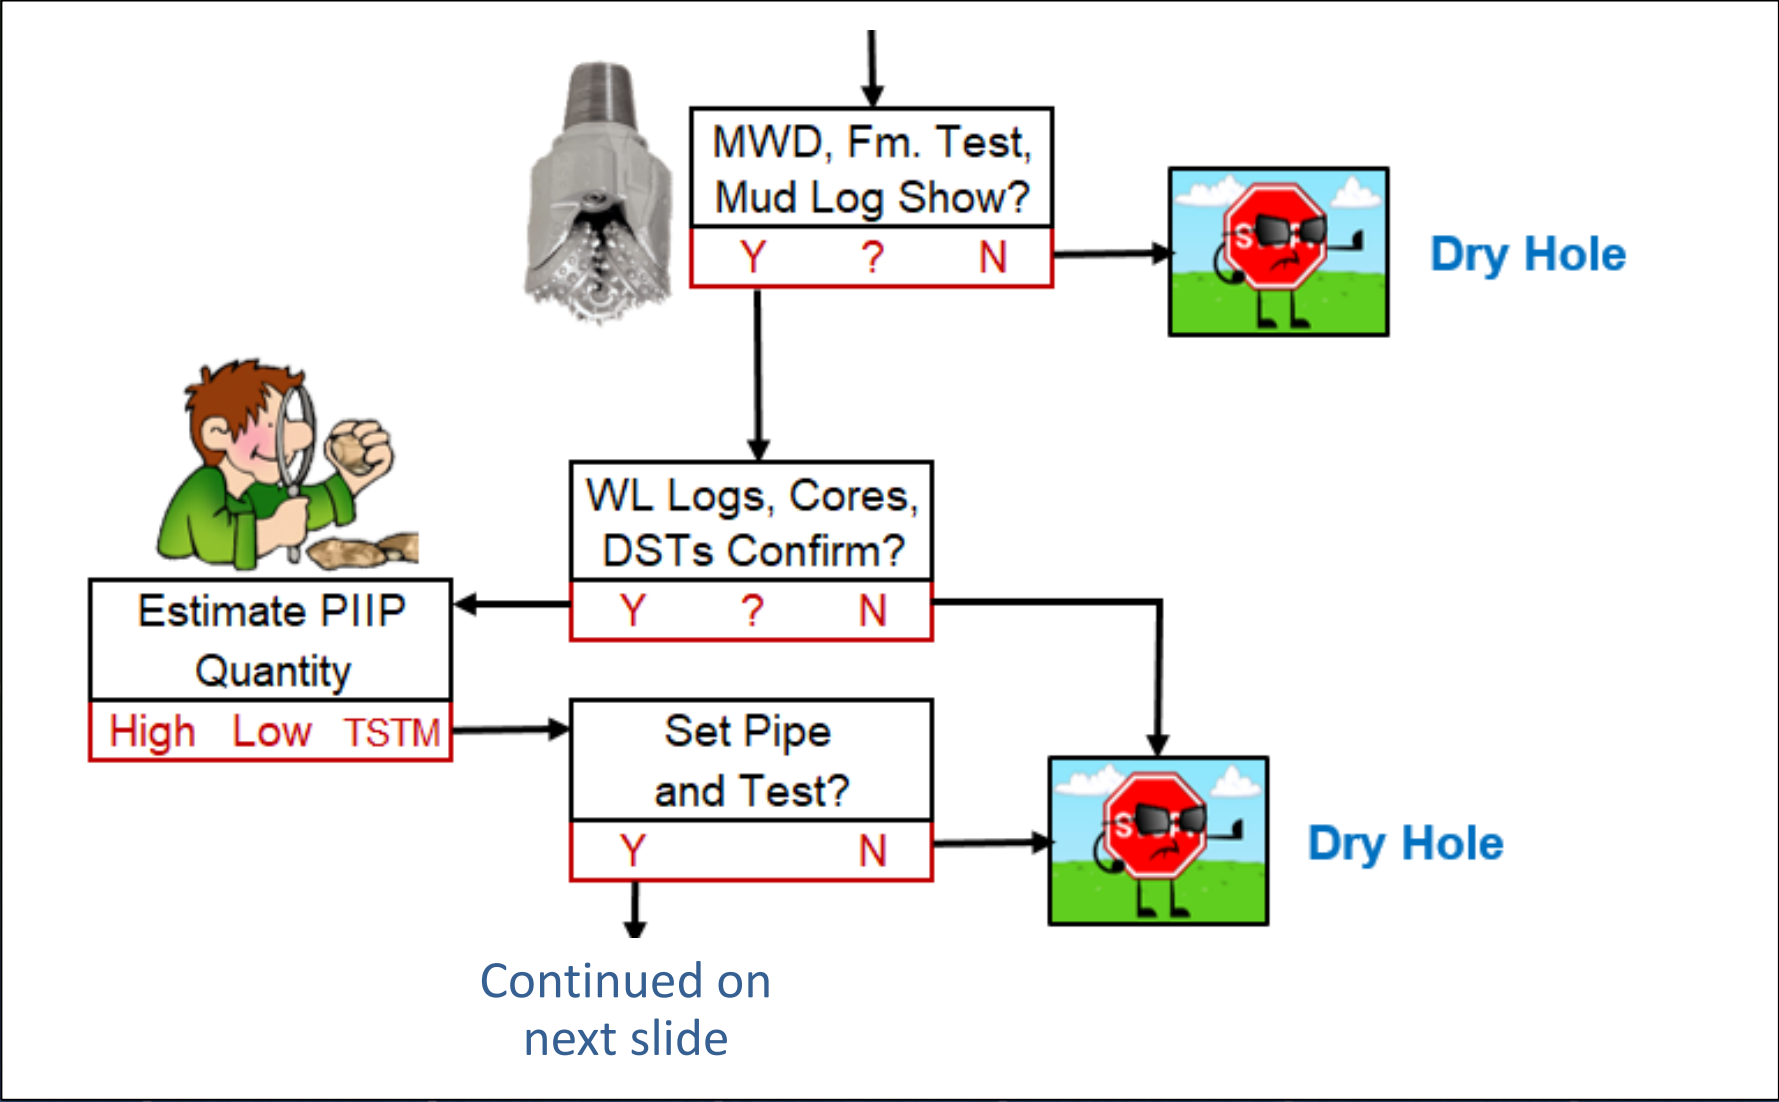 MWD, Fm. Test,
Mud Log Show?
Y ? N
Dry Hole
WL Logs, Cores,
DSTs Confirm?
Y ? N
Estimate PIIP
Quantity
High Low TSTM
Set Pipe
and Test?
Y N
Dry Hole
Continued on
next slide